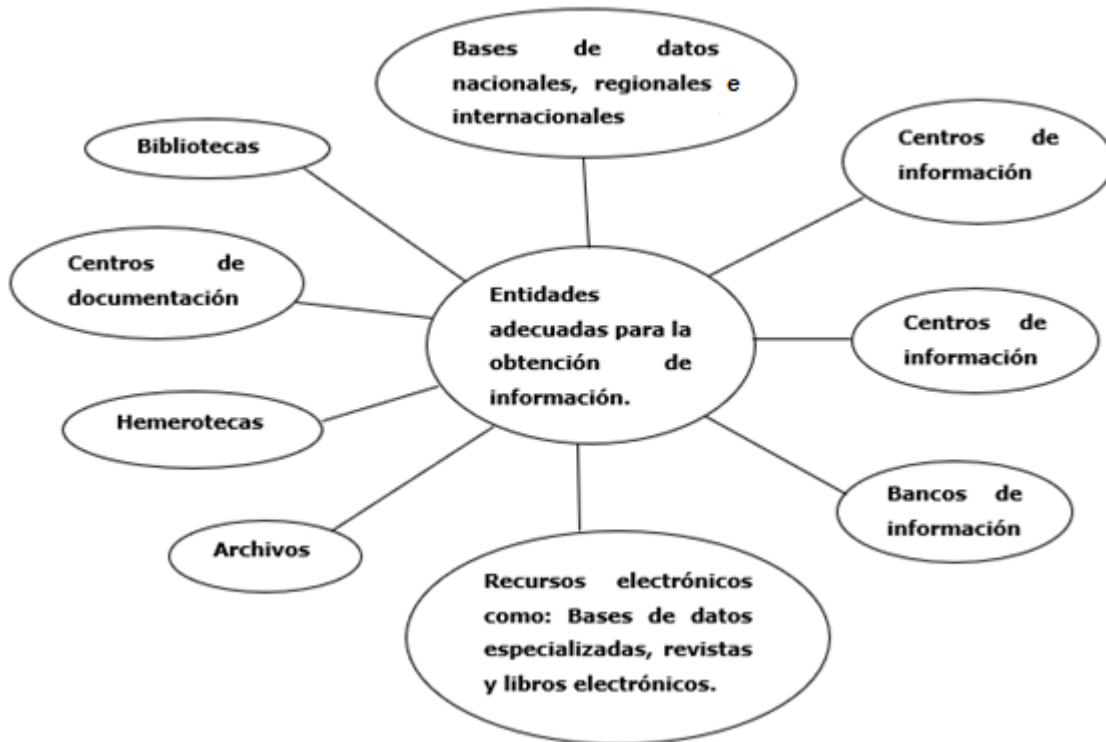 Bases de datos
nacionales, regionales e
internacionales
Bibliotecas
Centros de
información
Centros de
documentación
Entidades
adecuadas para la
obtención de
información.
Centros de
información
Hemerotecas
Bancos de
información
Archivos
Recursos electrónicos
como: Bases de datos
especializadas, revistas
y libros electrónicos.